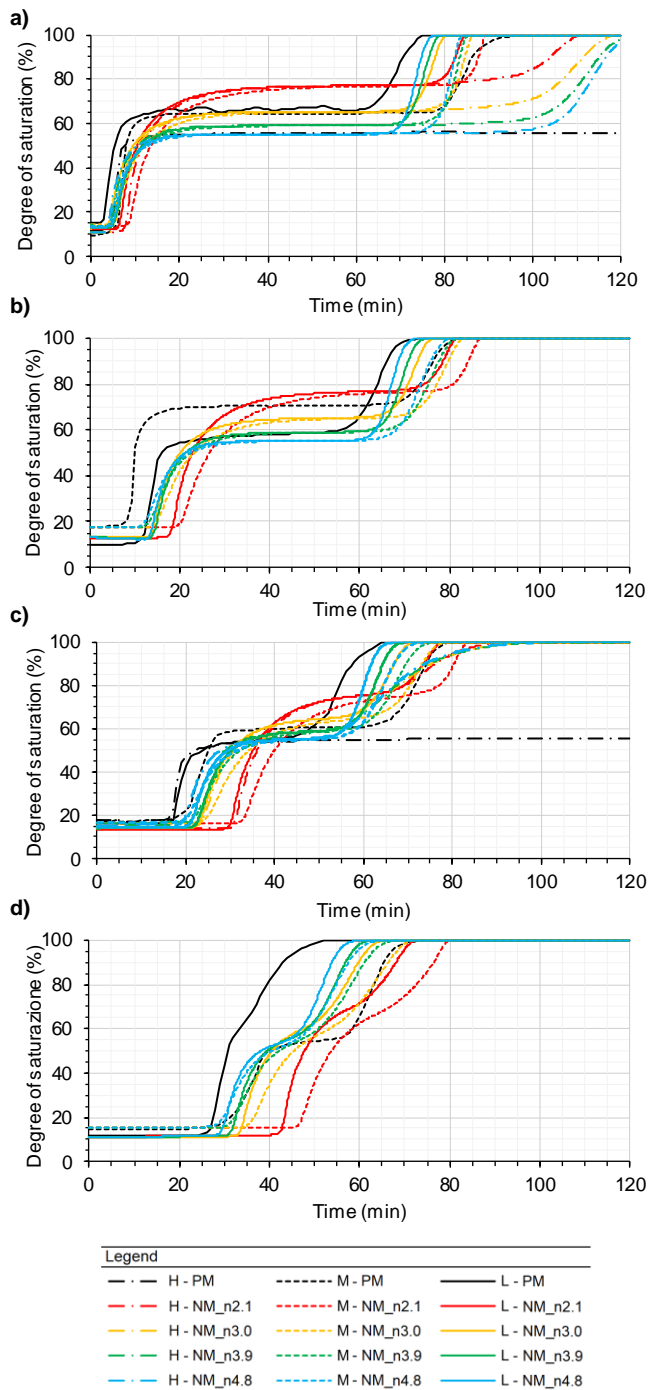 a)
Degree of saturation (%)
100
80
60
40
20
0
0 20 40 60 80 100 120
Time (min)
b)
Degree of saturation (%)
100
80
60
40
20
0
0 20 40 60 80 100 120
Time (min)
c)
Degree of saturation (%)
100
80
60
40
20
0
0 20 40 60 80 100 120
Time (min)
d)
Degree of saturazione (%)
100
80
60
40
20
0
0 20 40 60 80 100 120
Time (min)
Legend
H - PM M - PM L - PM
H - NM_n2.1 M - NM_n2.1 L - NM_n2.1
H - NM_n3.0 M - NM_n3.0 L - NM_n3.0
H - NM_n3.9 M - NM_n3.9 L - NM_n3.9
H - NM_n4.8 M - NM_n4.8 L - NM_n4.8